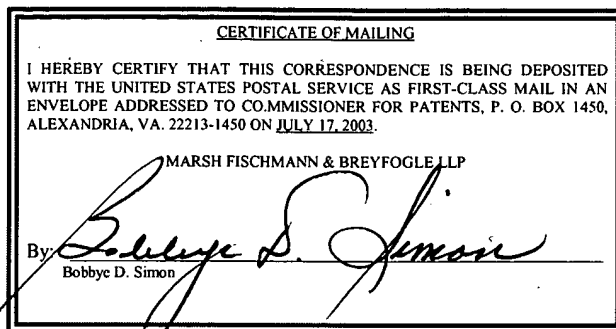 CERTIFICATE OF MAILING
I HEREBY CERTIFY THAT THIS CORRESPONDENCE IS BEING DEPOSITED
WITH THE UNITED STATES POSTAL SERVICE AS FIRST-CLASS MAIL IN AN
ENVELOPE ADDRESSED TO CO.MMISSIONER FOR PATENTS, P. O. BOX 1450,
ALEXANDRIA, VA. 22213-1450 ON JULY 17, 2003.
MARSH FISCHMANN & BREYFOGLE LLP
By: Bobbye D. Simon
Bobbye D. Simon